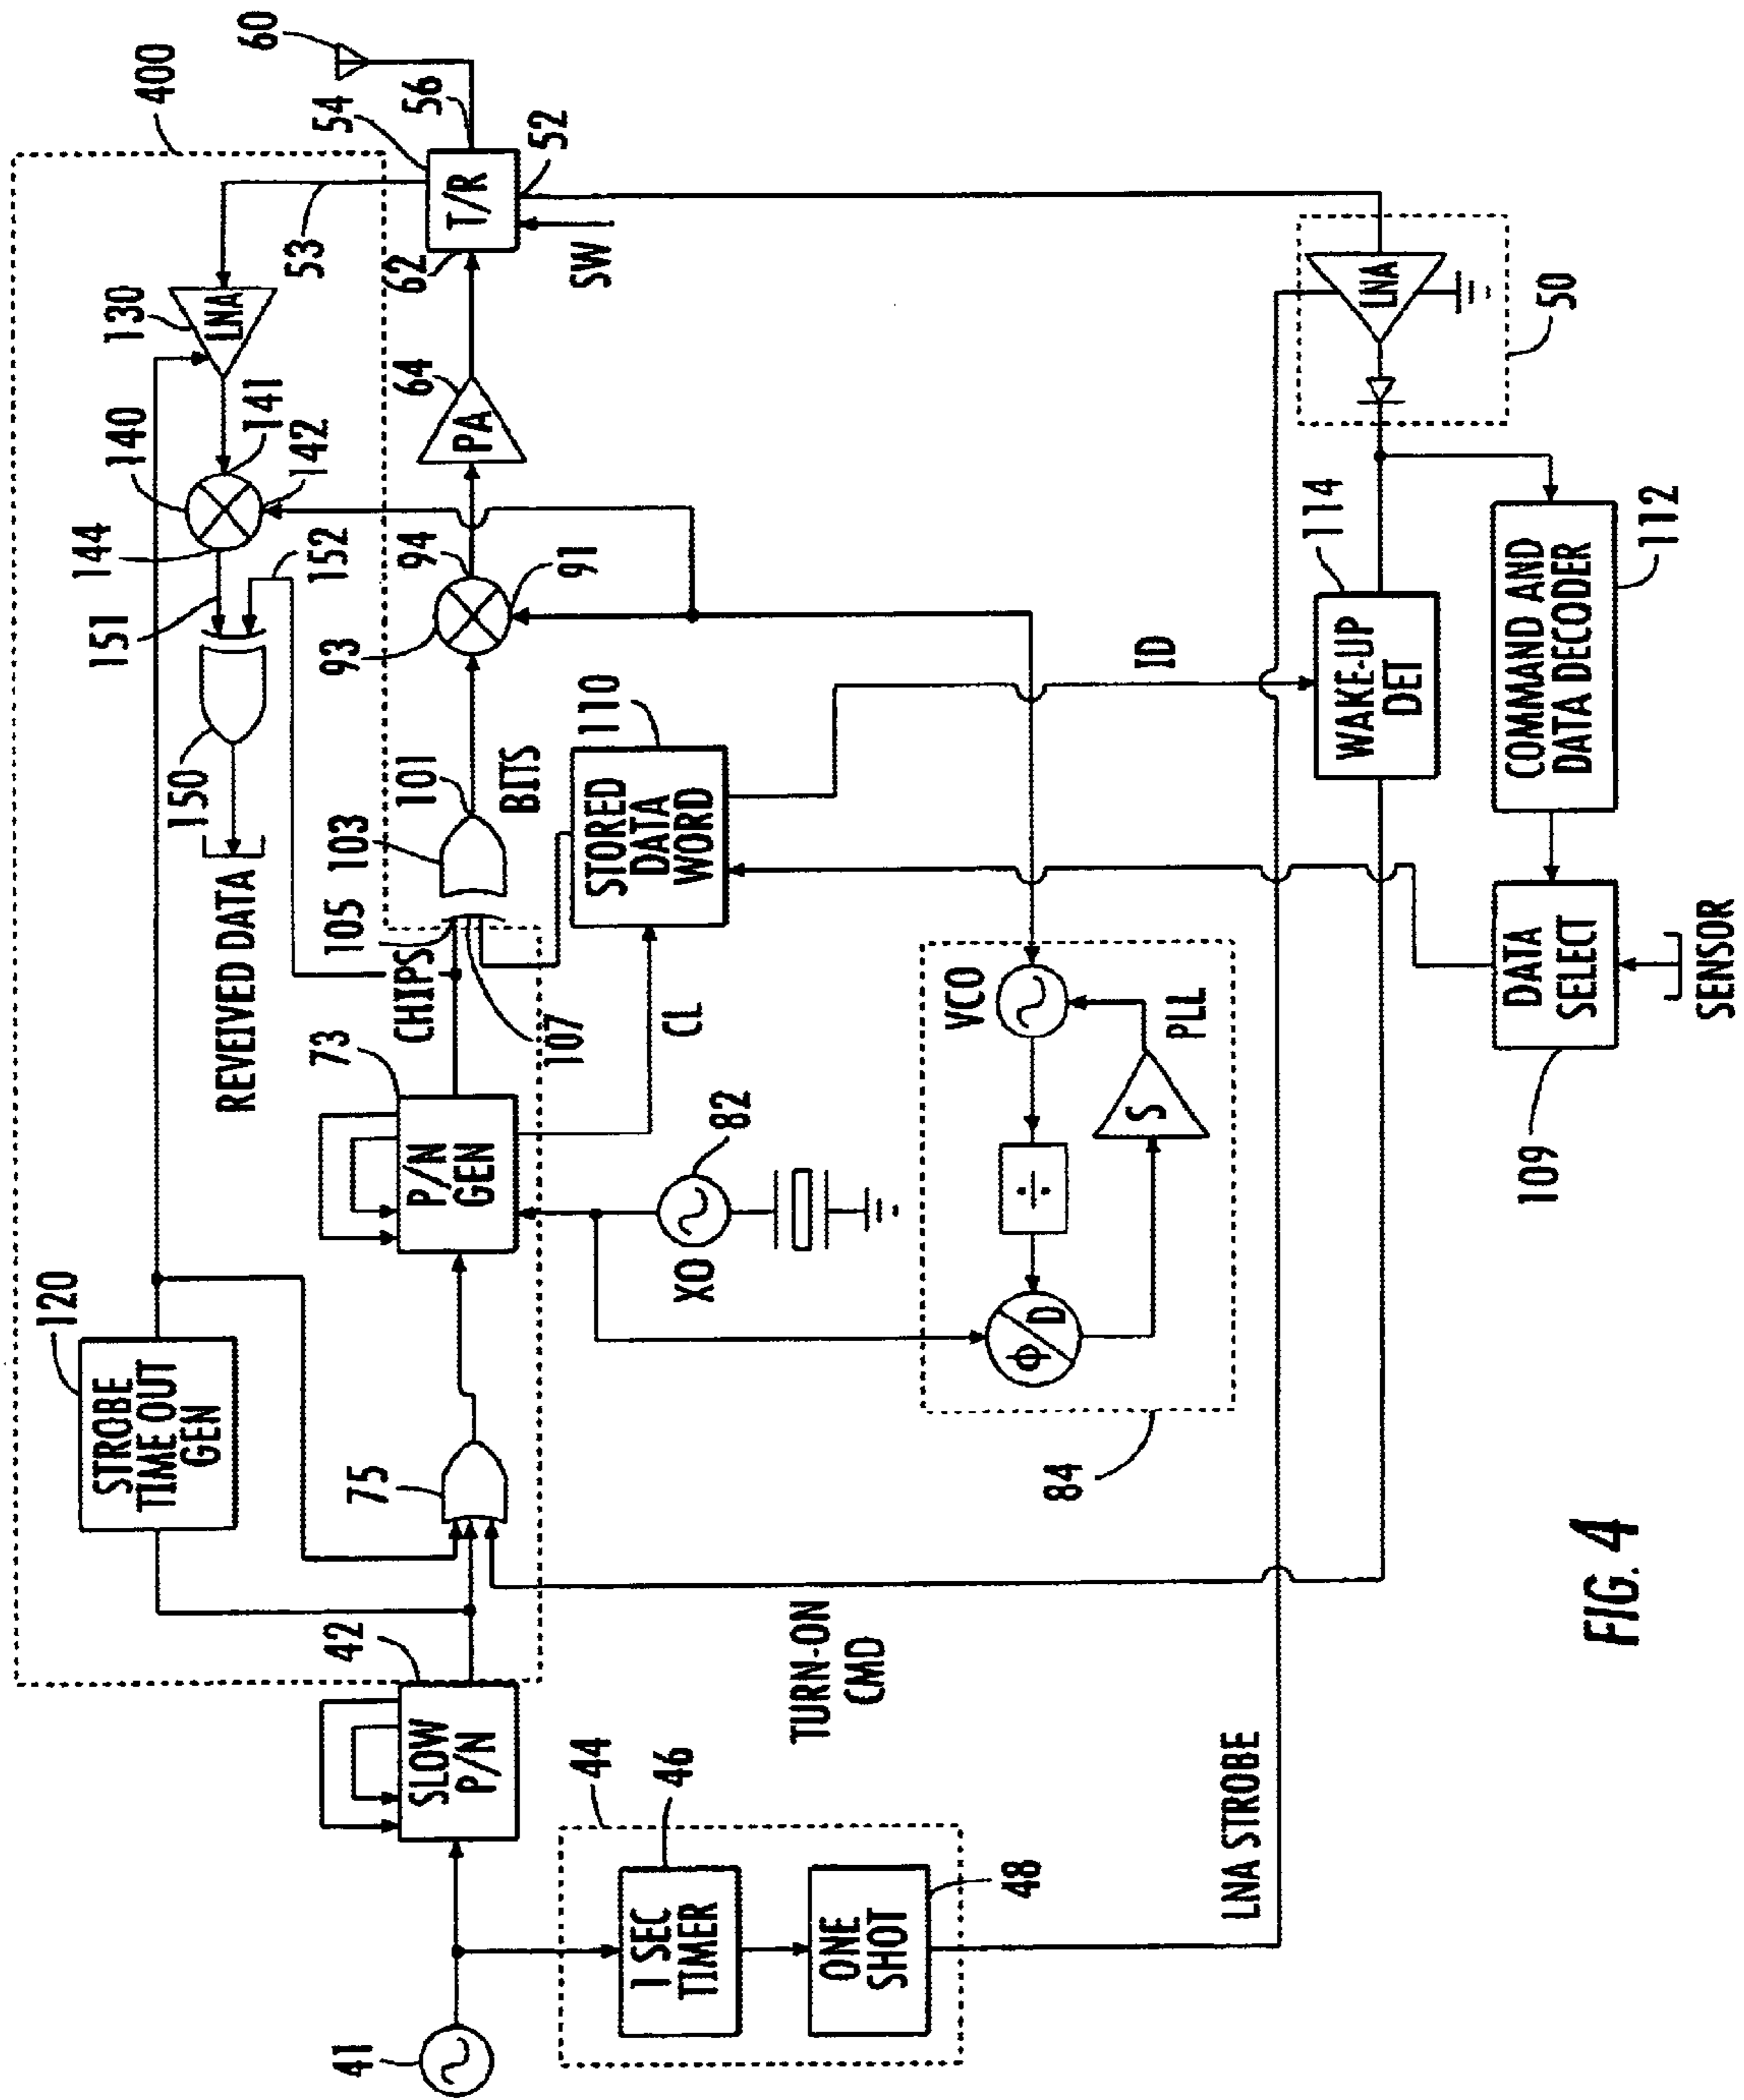 400
60
120
STROBE
TIME OUT
GEN
140
130
LNA
144
141
142
53
54
56
151
152
150
REVEIVED DATA
42
SLOW
P/N
75
73
P/N
GEN
CHIPS
105
103
101
107
BITS
93
94
91
64
PA
62
T/R
52
SW
41
44
46
1 SEC
TIMER
48
ONE
SHOT
TURN-ON
CMD
LNA STROBE
XO
82
CL
110
STORED
DATA
WORD
ID
84
Φ
D
÷
S
VCO
PLL
114
WAKE-UP
DET
LNA
50
109
DATA
SELECT
SENSOR
COMMAND AND
DATA DECODER
112
FIG. 4